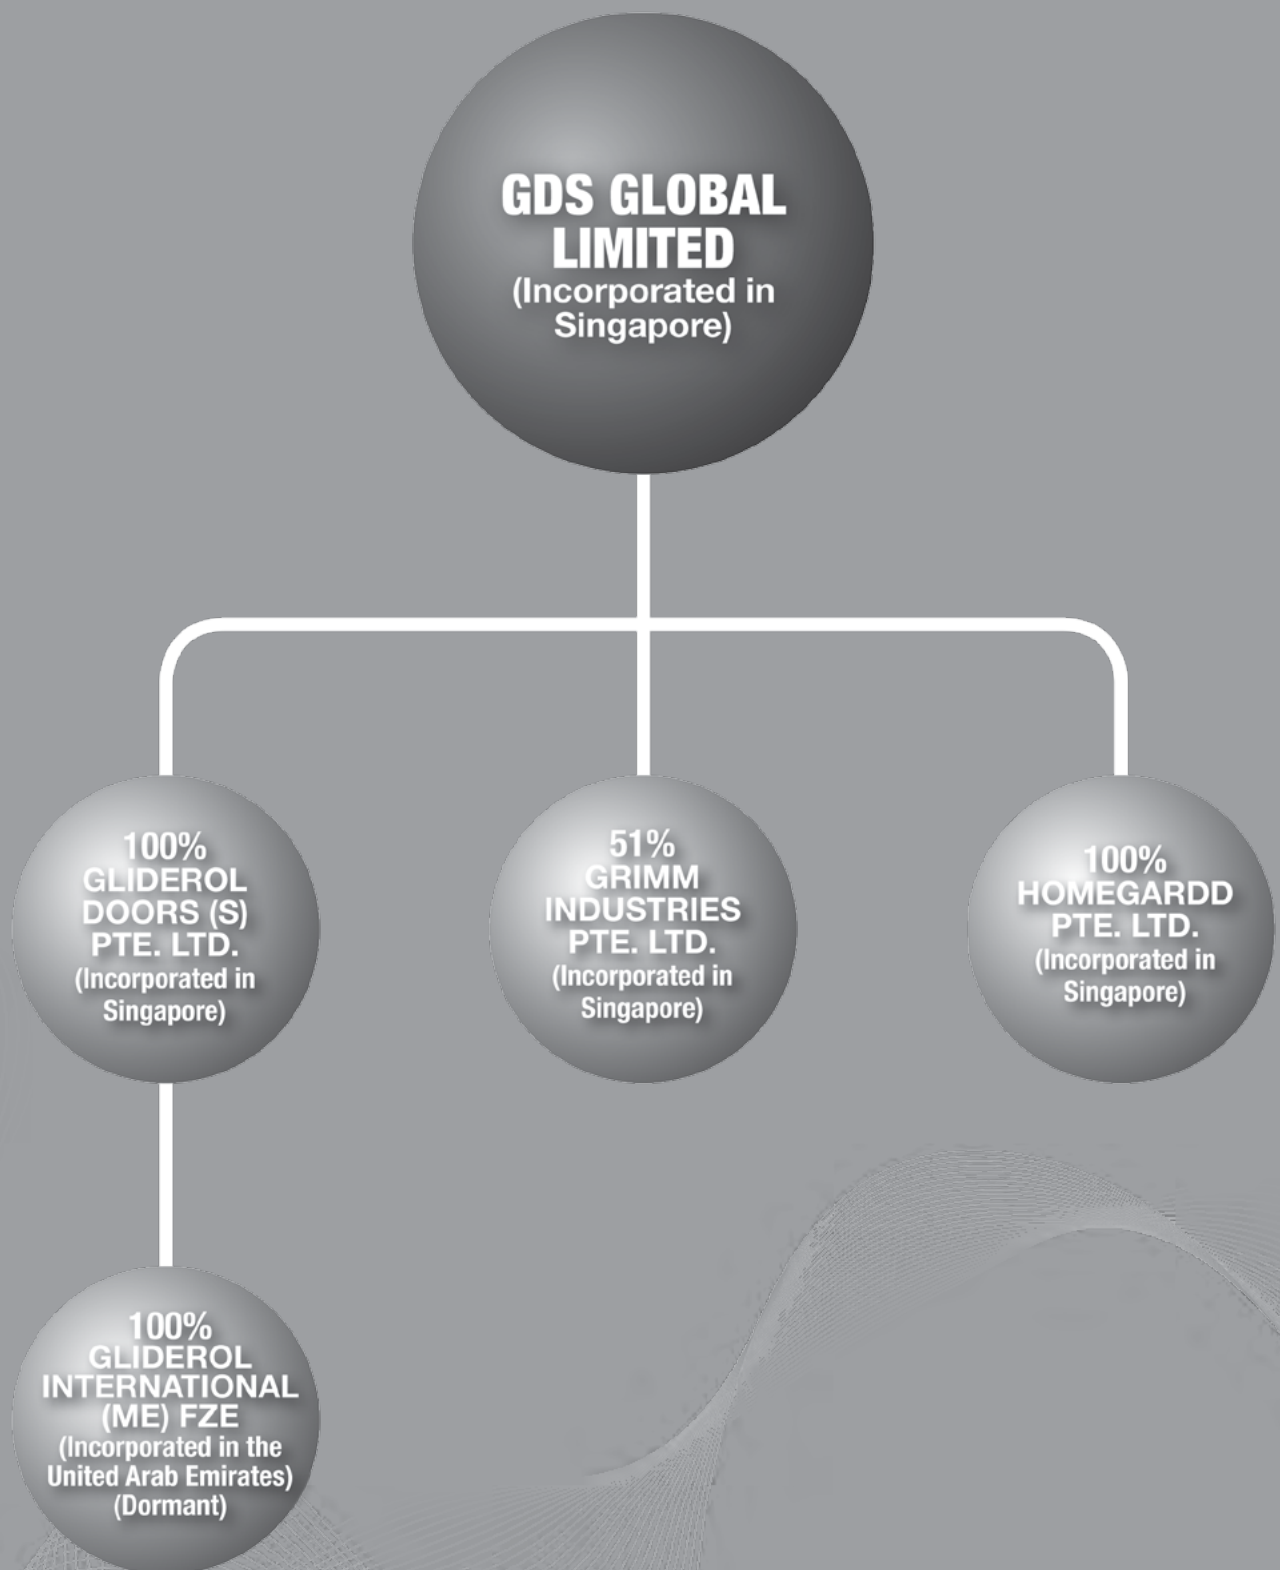 GDS GLOBAL
LIMITED
(Incorporated in
Singapore)
100%
GLIDEROL
DOORS (S)
PTE. LTD.
(Incorporated in
Singapore)
51%
GRIMM
INDUSTRIES
PTE. LTD.
(Incorporated in
Singapore)
100%
HOMEGARDD
PTE. LTD.
(Incorporated in
Singapore)
100%
GLIDEROL
INTERNATIONAL
(ME) FZE
(Incorporated in the
United Arab Emirates)
(Dormant)